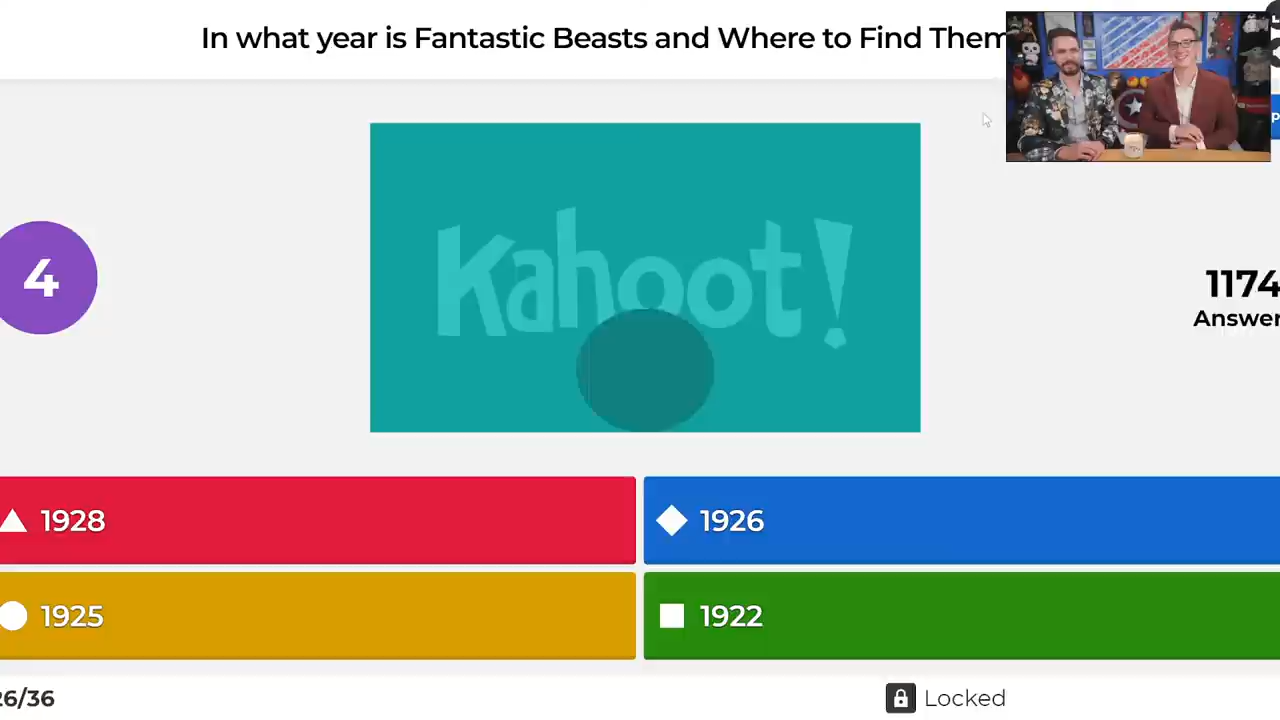 In what year is Fantastic Beasts and Where to Find Them
4
Kahoot!
1174
Answer
1928
1926
1925
1922
26/36
Locked